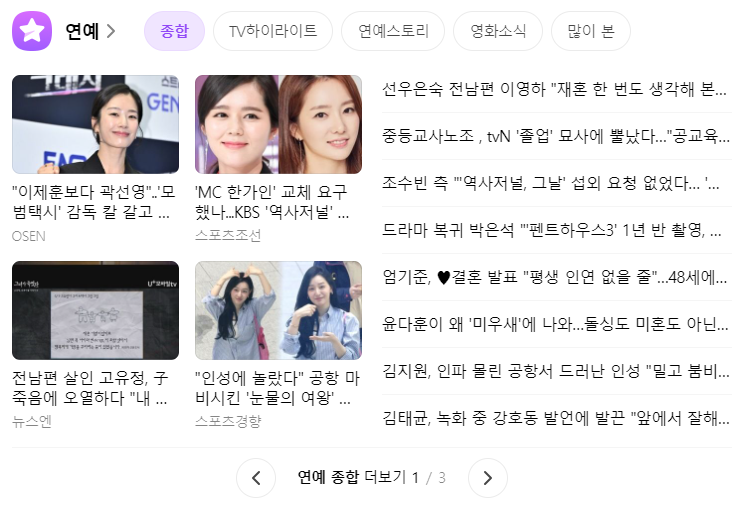 연예
종합
TV하이라이트
연예스토리
영화소식
많이 본
"이제훈보다 곽선영"..'모
범택시' 감독 칼 갈고 ...
OSEN
'MC 한가인' 교체 요구
했나...KBS '역사저널' ...
스포츠조선
U+모바일tv
전남편 살인 고유정, 子
죽음에 오열하다 "내 ...
뉴스엔
"인성에 놀랐다" 공항 마
비시킨 '눈물의 여왕' ...
스포츠경향
선우은숙 전남편 이영하 "재혼 한 번도 생각해 본...
중등교사노조 , tvN '졸업' 묘사에 뿔났다..."공교육...
조수빈 측 "'역사저널, 그날' 섭외 요청 없었다... '...
드라마 복귀 박은석 "'펜트하우스3' 1년 반 촬영, ...
엄기준, ♥결혼 발표 "평생 인연 없을 줄"...48세에...
윤다훈이 왜 '미우새'에 나와...돌싱도 미혼도 아닌...
김지원, 인파 몰린 공항서 드러난 인성 "밀고 붐비...
김태균, 녹화 중 강호동 발언에 발끈 "앞에서 잘해...
연예 종합 더보기 1 / 3